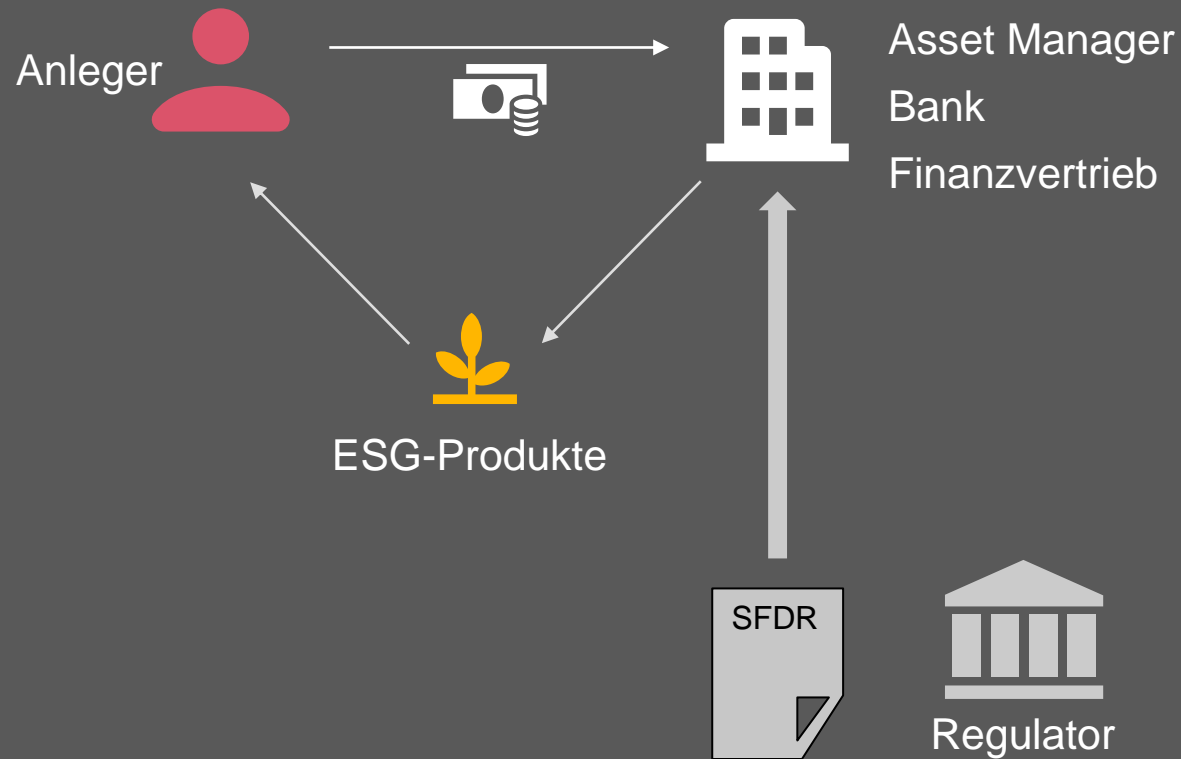 Anleger
Asset Manager
Bank
Finanzvertrieb
ESG-Produkte
SFDR
Regulator